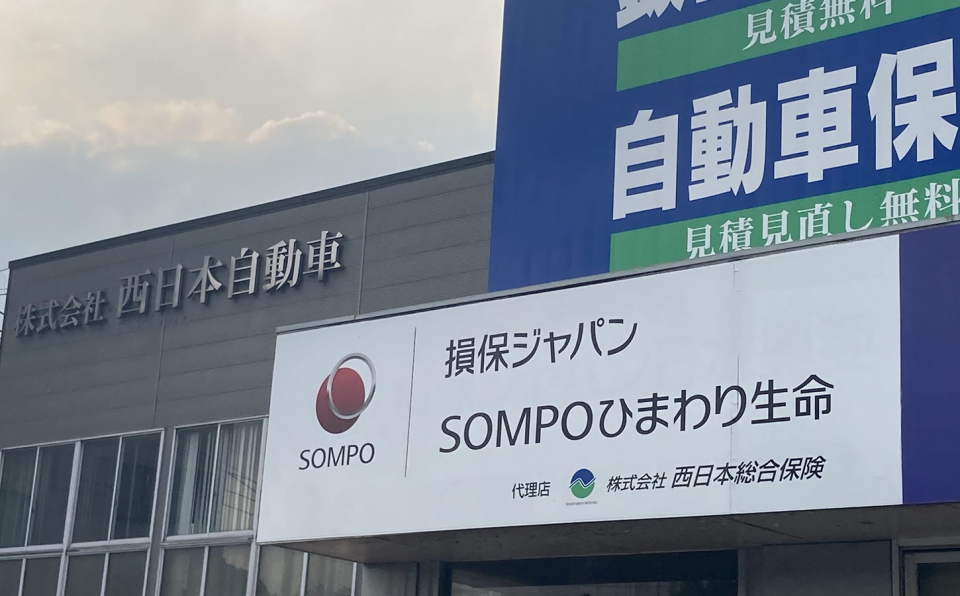 見積無料
自動車保
見積見直し無料
株式会社 西日本自動車
損保ジャパン
SOMPOひまわり生命
SOMPO
代理店 株式会社 西日本総合保険